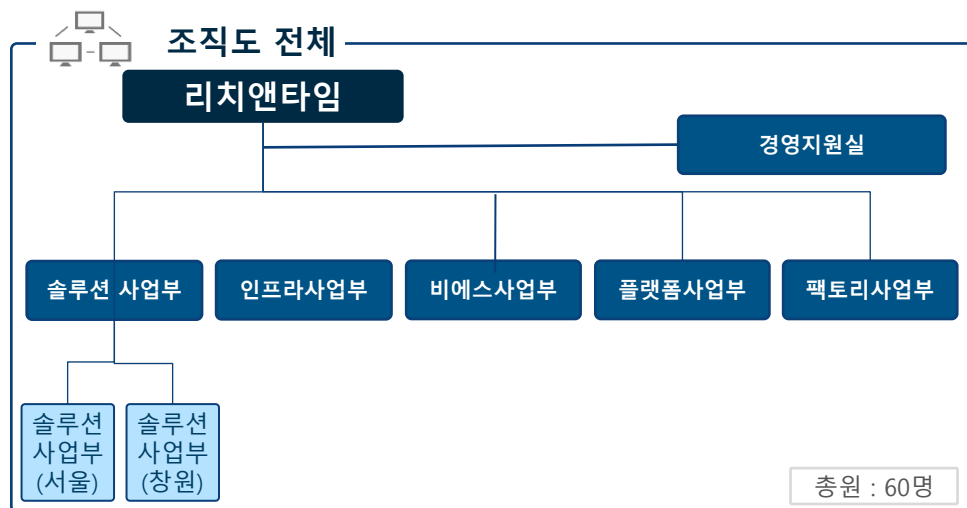 조직도 전체
리치앤타임
경영지원실
솔루션 사업부
인프라사업부
비에스사업부
플랫폼사업부
팩토리사업부
솔루션
사업부
(서울)
솔루션
사업부
(창원)
총원 : 60명